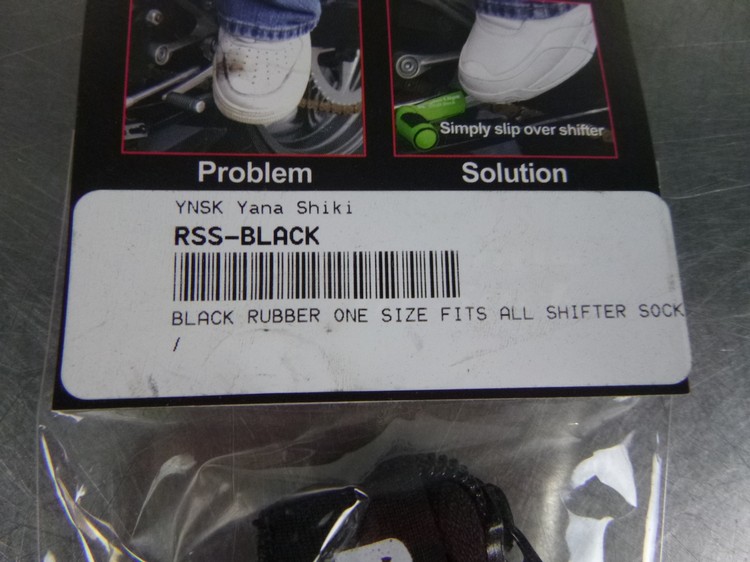 Simply slip over shifter
Problem
Solution
YNSK Yana Shiki
RSS-BLACK
BLACK RUBBER ONE SIZE FITS ALL SHIFTER SOCK
/